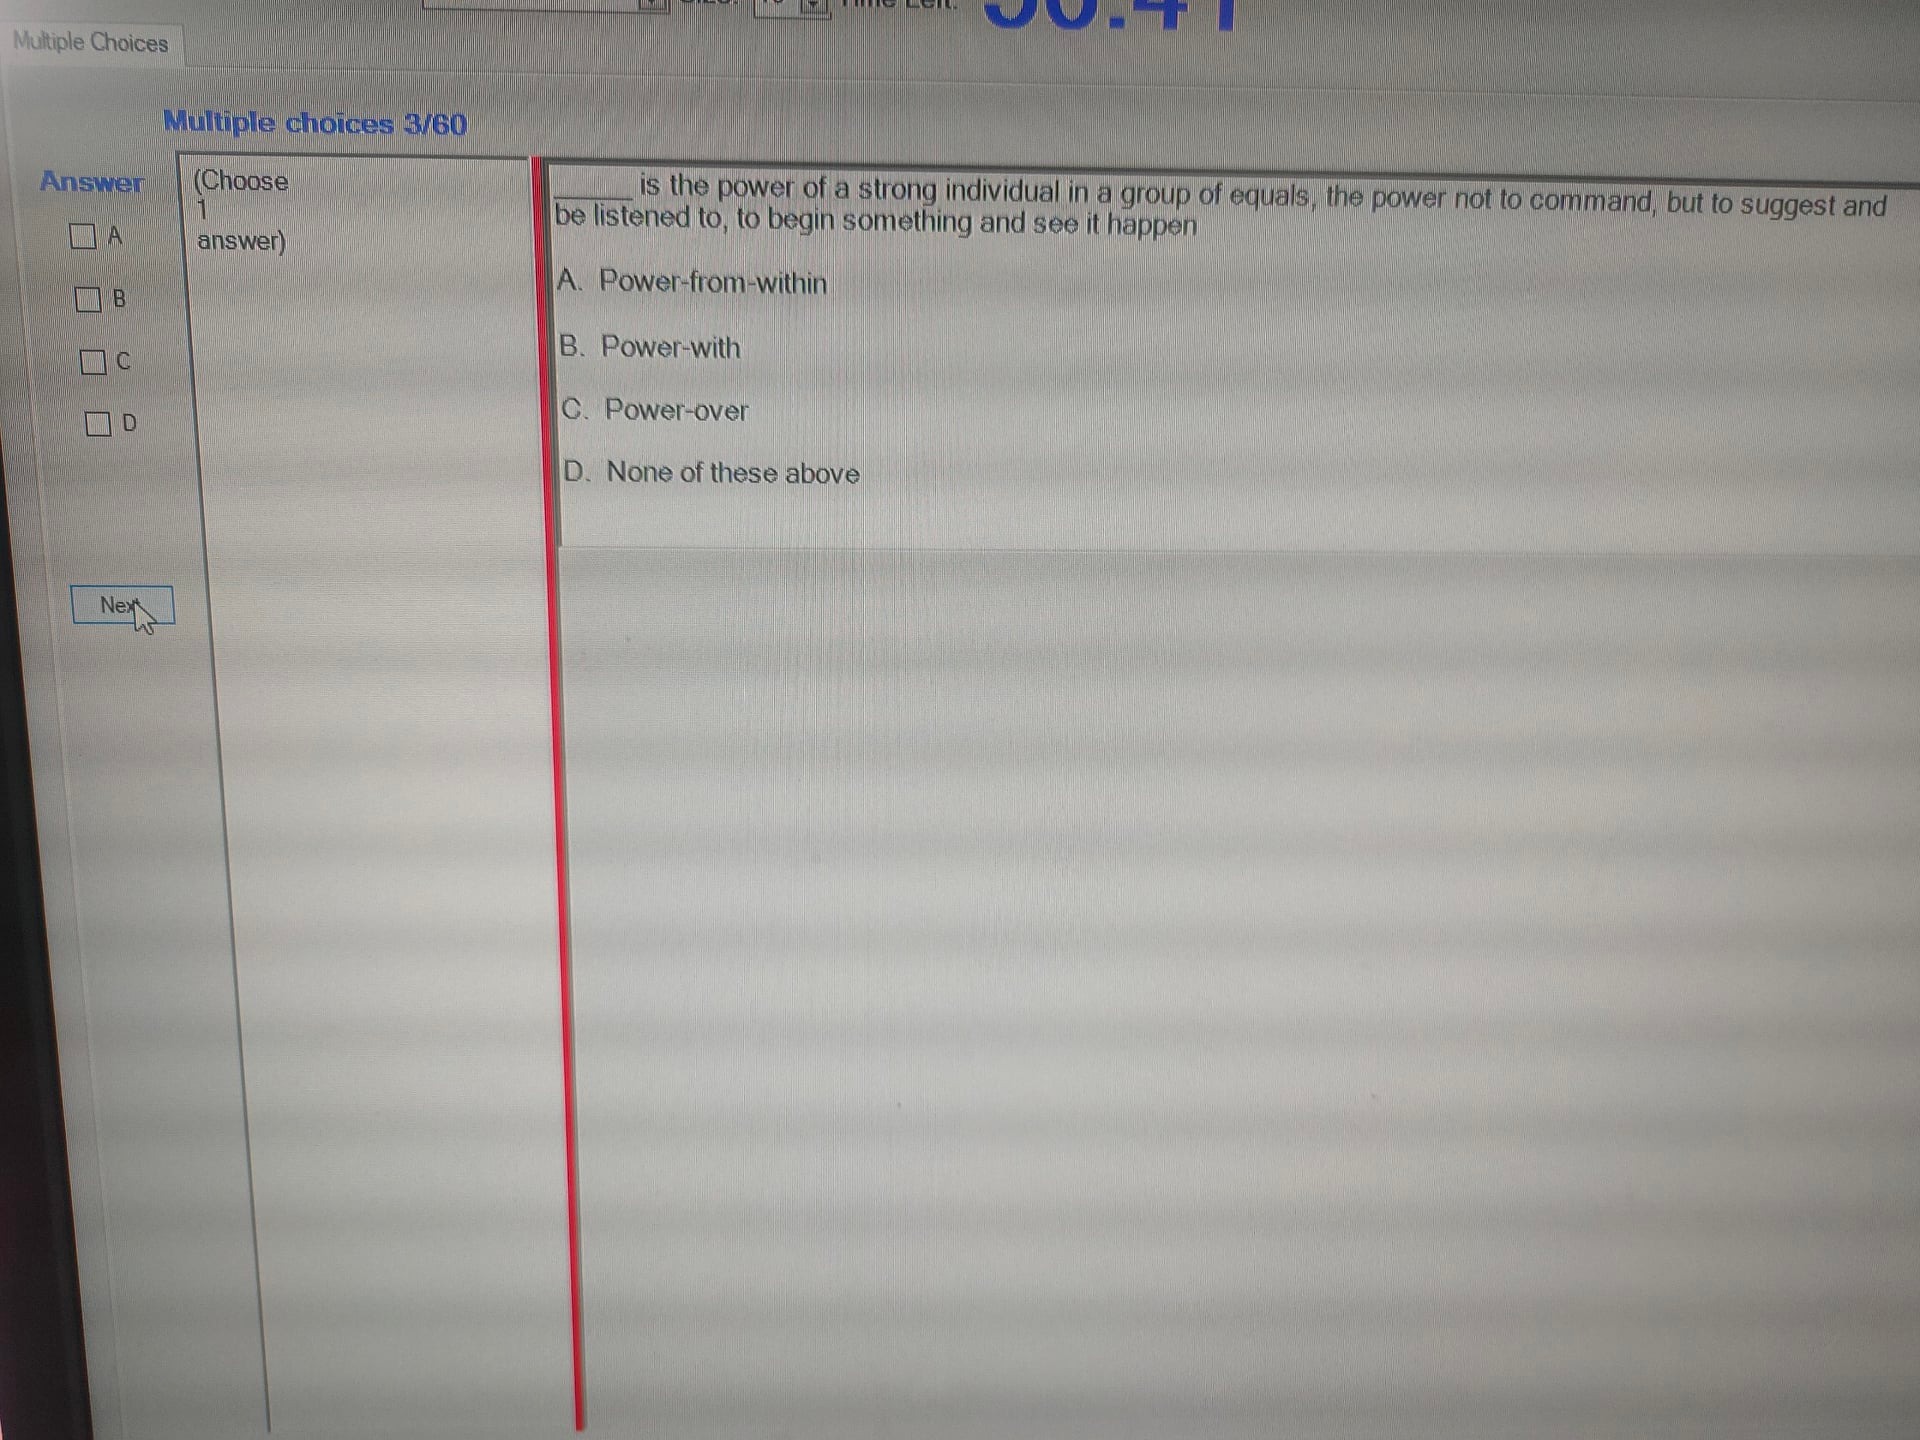 Multiple Choices
Multiple choices 3/60
Answer
A
B
C
D
Next
(Choose
1
answer)
______ is the power of a strong individual in a group of equals, the power not to command, but to suggest and
be listened to, to begin something and see it happen
A. Power-from-within
B. Power-with
C. Power-over
D. None of these above